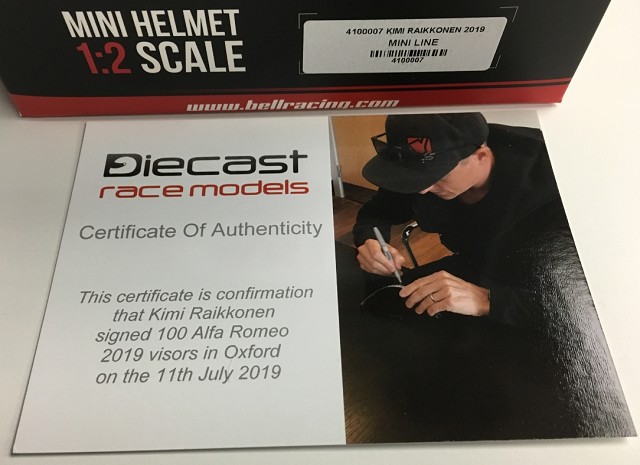 MINI HELMET
1:2 SCALE
4100007 KIMI RAIKKONEN 2019
MINI LINE
4100007
www.bellracing.com
Diecast
race models
Certificate Of Authenticity
This certificate is confirmation
that Kimi Raikkonen
signed 100 Alfa Romeo
2019 visors in Oxford
on the 11th July 2019